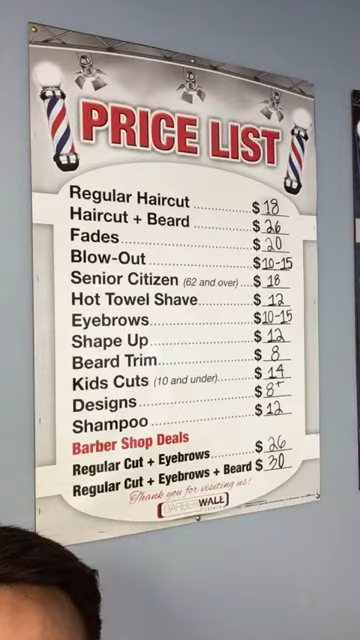 PRICE LIST
Regular Haircut ............... $ 18
Haircut + Beard ............... $ 26
Fades............................ $ 20
Blow-Out ........................ $10-15
Senior Citizen (62 and over) .... $ 18
Hot Towel Shave............... $ 12
Eyebrows......................... $10-15
Shape Up......................... $ 12
Beard Trim....................... $ 8
Kids Cuts (10 and under)........ $ 14
Designs .......................... $ 8+
Shampoo ......................... $ 12
Barber Shop Deals
Regular Cut + Eyebrows............ $ 26
Regular Cut + Eyebrows + Beard $ 30
Thank you for visiting us!
BARBERWALL